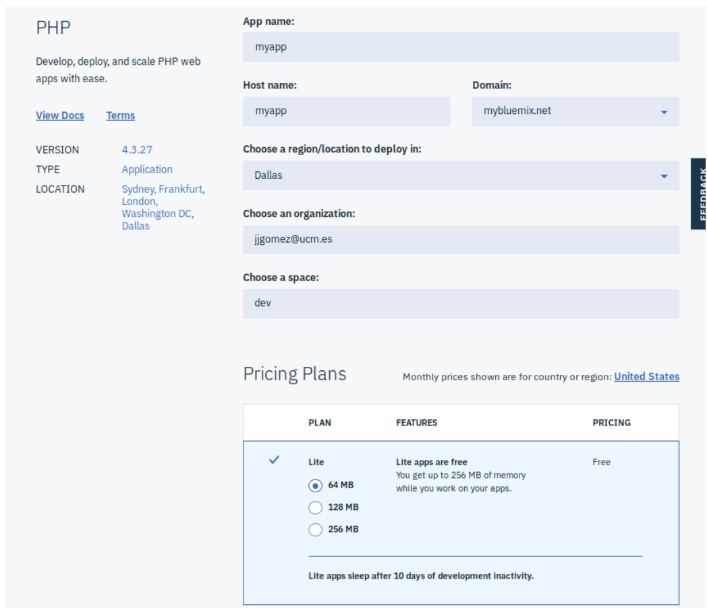 PHP
Develop, deploy, and scale PHP web
apps with ease.
View Docs Terms
VERSION 4.3.27
TYPE Application
LOCATION Sydney, Frankfurt,
London,
Washington DC,
Dallas
App name:
myapp
Host name: Domain:
myapp mybluemix.net
Choose a region/location to deploy in:
Dallas
Choose an organization:
jjgomez@ucm.es
Choose a space:
dev
FEEDBACK
Pricing Plans Monthly prices shown are for country or region: United States
PLAN FEATURES PRICING
Lite Lite apps are free Free
You get up to 256 MB of memory
while you work on your apps.
64 MB
128 MB
256 MB
Lite apps sleep after 10 days of development inactivity.